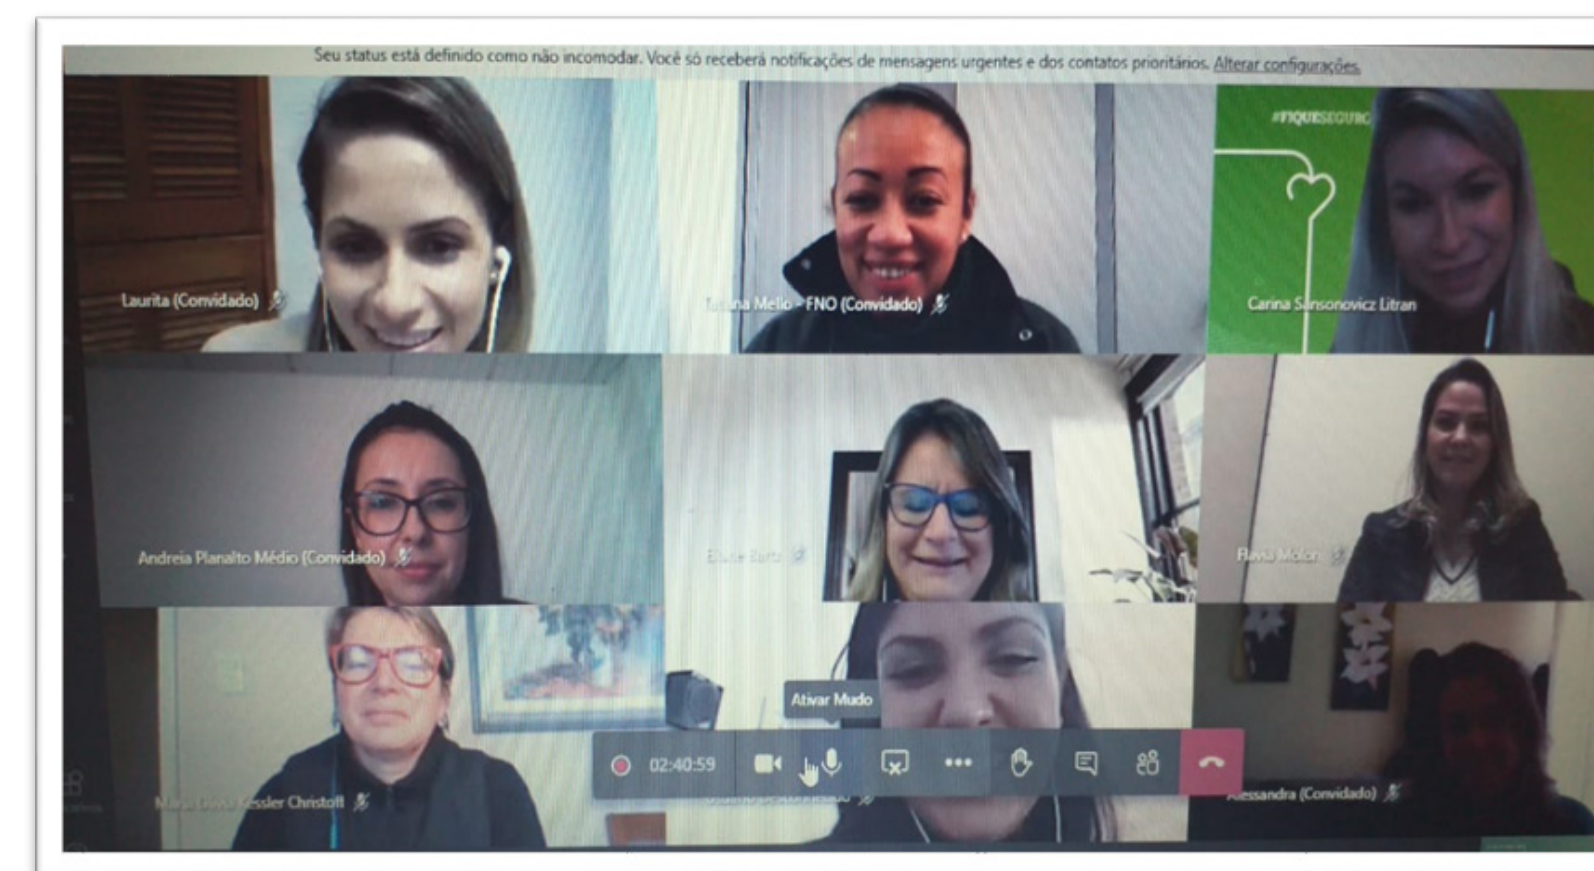 Seu status está definido como não incomodar. Você só receberá notificações de mensagens urgentes e dos contatos prioritários. Alterar configurações.
#FIQUESEGURO
Laurita (Convidado)
Mello - FNO (Convidado)
Carina Sansonovicz Litran
Andreia Planalto Médio (Convidado)
Flavia Molon
Ativar Mudo
02:40:59
Kessler Christoff
Alessandra (Convidado)